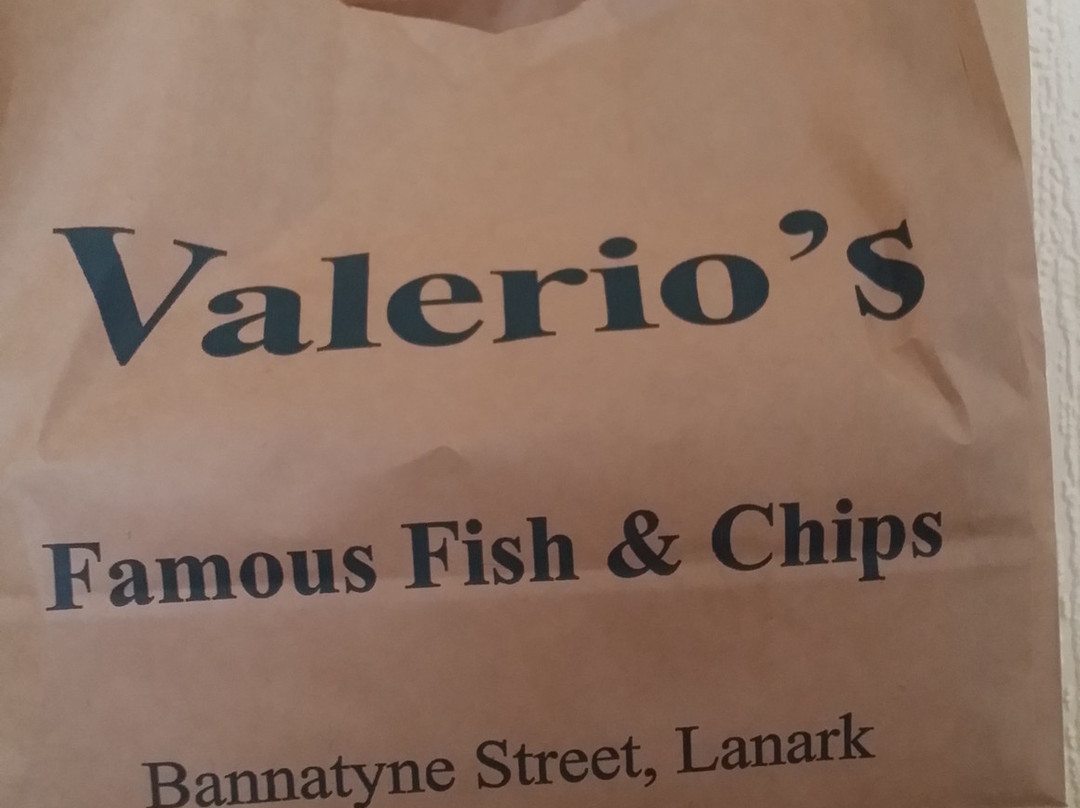 Valerio’s
Famous Fish & Chips
Bannatyne Street, Lanark